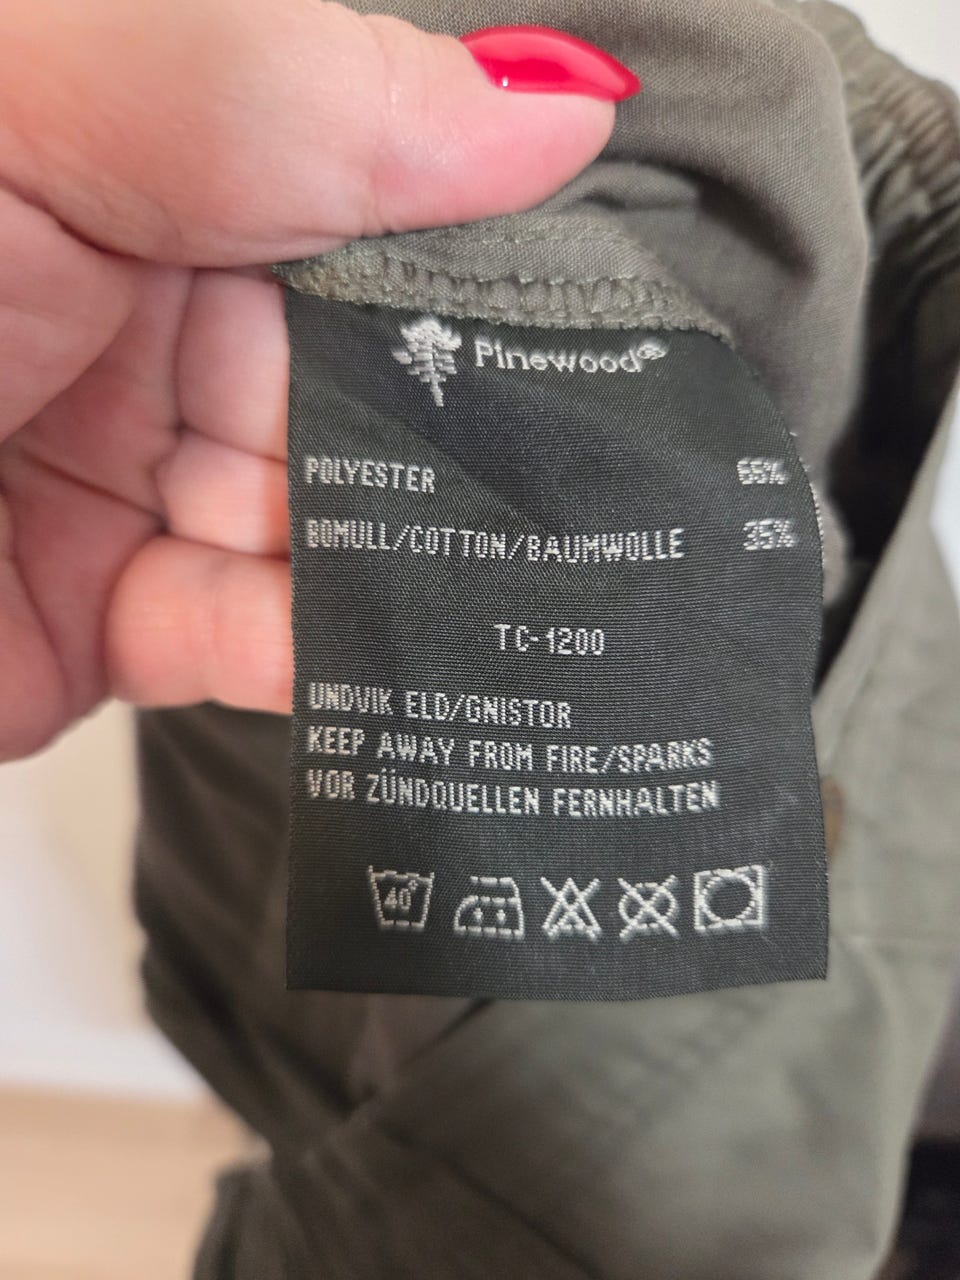 Pinewood®
POLYESTER 65%
BOMULL/COTTON/BAUMWOLLE 35%
TC-1200
UNDVIK ELD/GNISTOR
KEEP AWAY FROM FIRE/SPARKS
VOR ZÜNDQUELLEN FERNHALTEN
40°